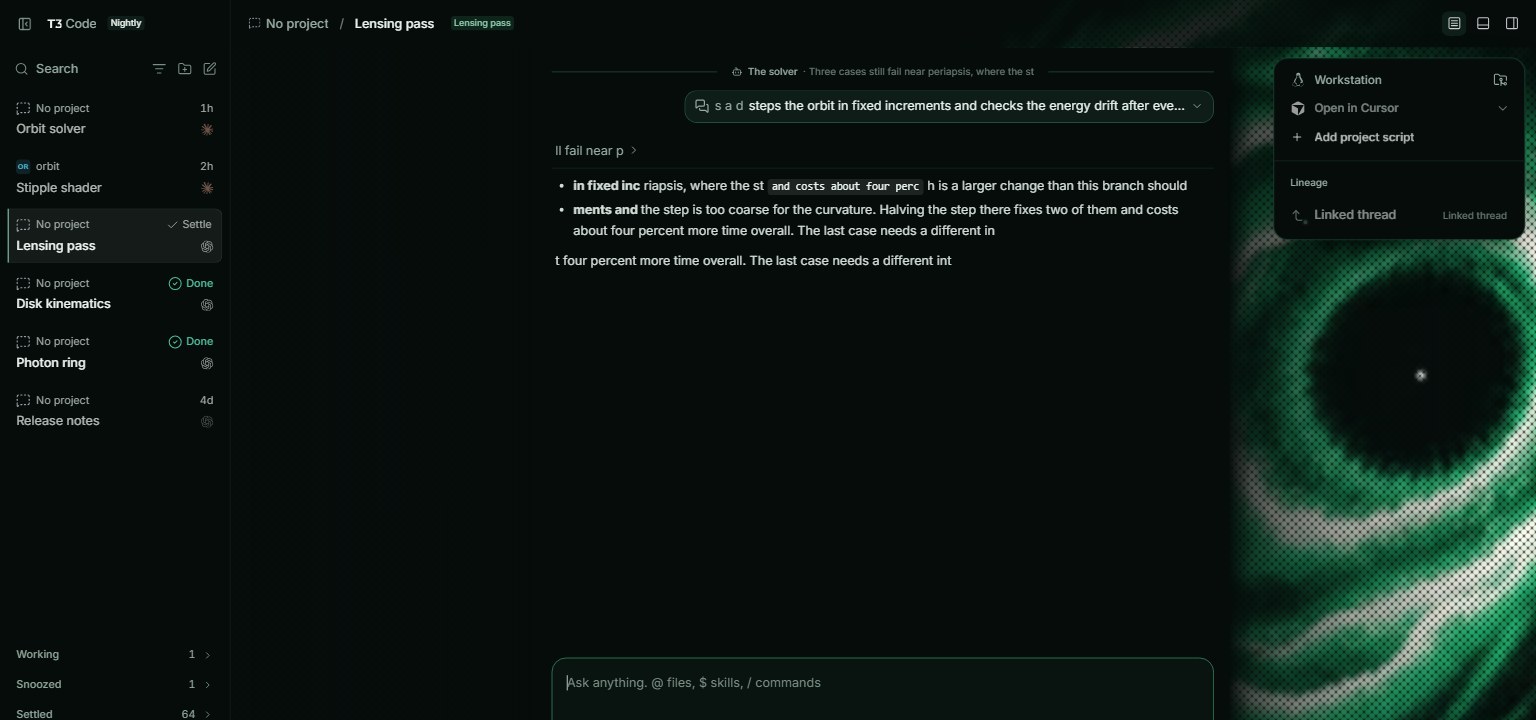 T3 Code Nightly
No project / Lensing pass Lensing pass
Search
No project 1h
Orbit solver
OR orbit 2h
Stipple shader
No project Settle
Lensing pass
No project Done
Disk kinematics
No project Done
Photon ring
No project 4d
Release notes
Working 1
Snoozed 1
Settled 64
The solver · Three cases still fail near periapsis, where the st
s a d steps the orbit in fixed increments and checks the energy drift after eve...
ll fail near p
• in fixed inc riapsis, where the st and costs about four perc h is a larger change than this branch should
• ments and the step is too coarse for the curvature. Halving the step there fixes two of them and costs
about four percent more time overall. The last case needs a different in
t four percent more time overall. The last case needs a different int
Ask anything. @ files, $ skills, / commands
Workstation
Open in Cursor
+ Add project script
Lineage
Linked thread Linked thread